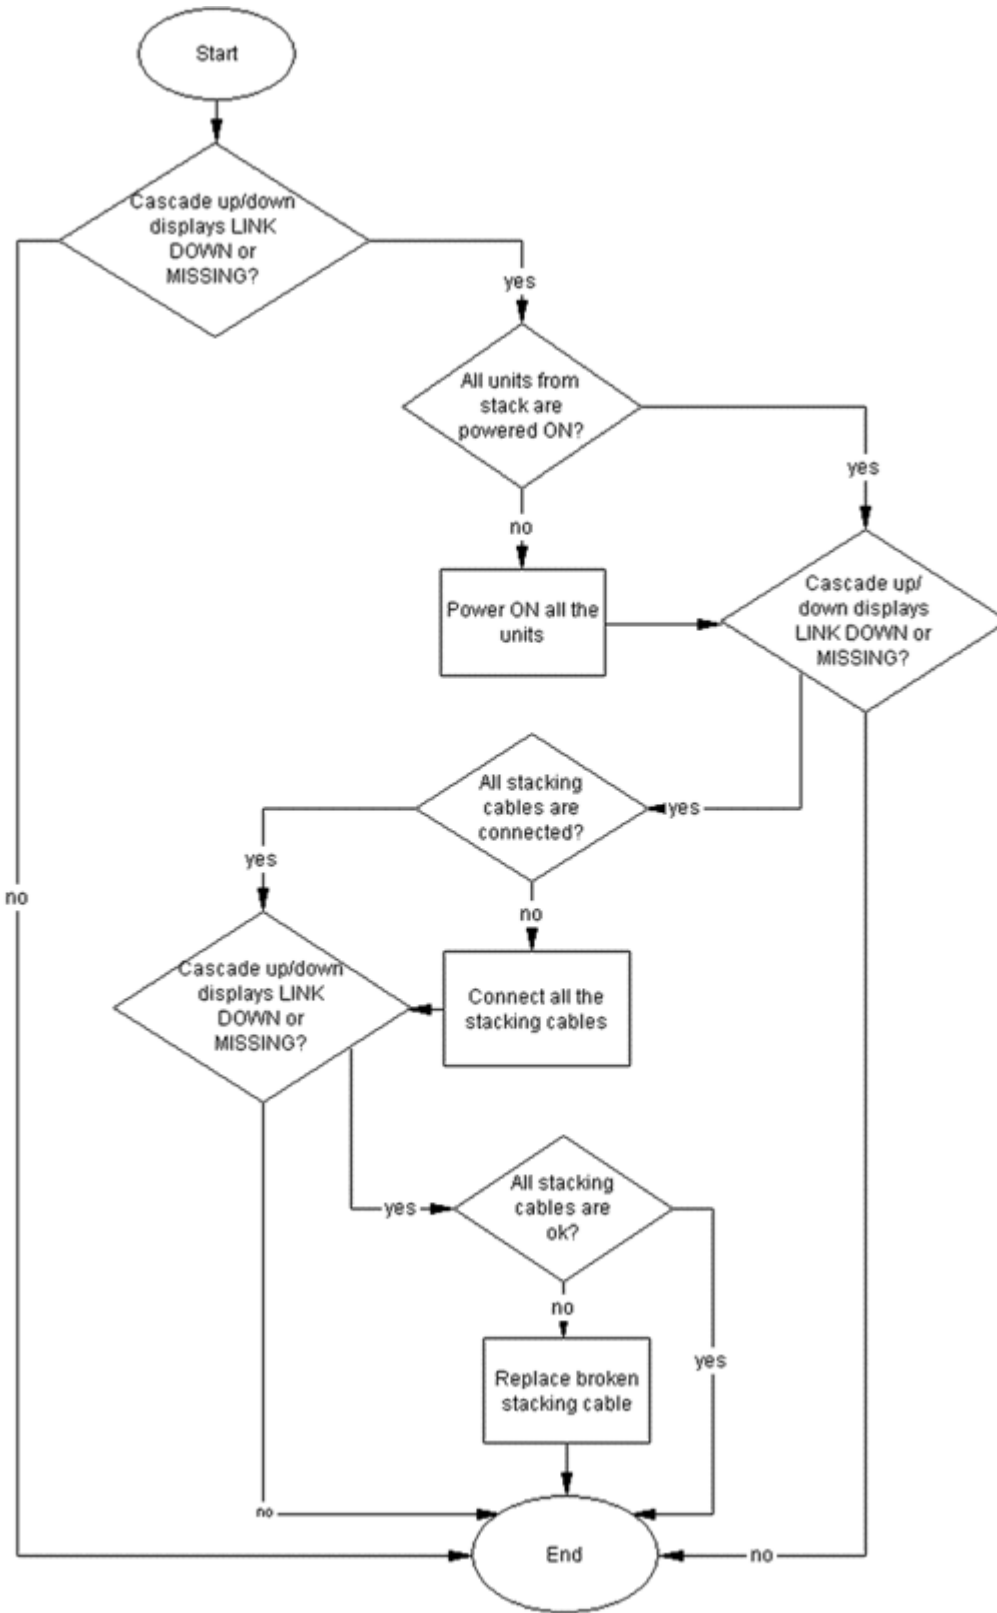 Start
Cascade up/down
displays LINK
DOWN or
MISSING?
yes
All units from
stack are
powered ON?
yes
no
Power ON all the
units
Cascade up/
down displays
LINK DOWN or
MISSING?
All stacking
cables are
connected?
yes
yes
no
no
Cascade up/down
displays LINK
DOWN or
MISSING?
Connect all the
stacking cables
All stacking
cables are
ok?
yes
no
yes
Replace broken
stacking cable
no
End
no